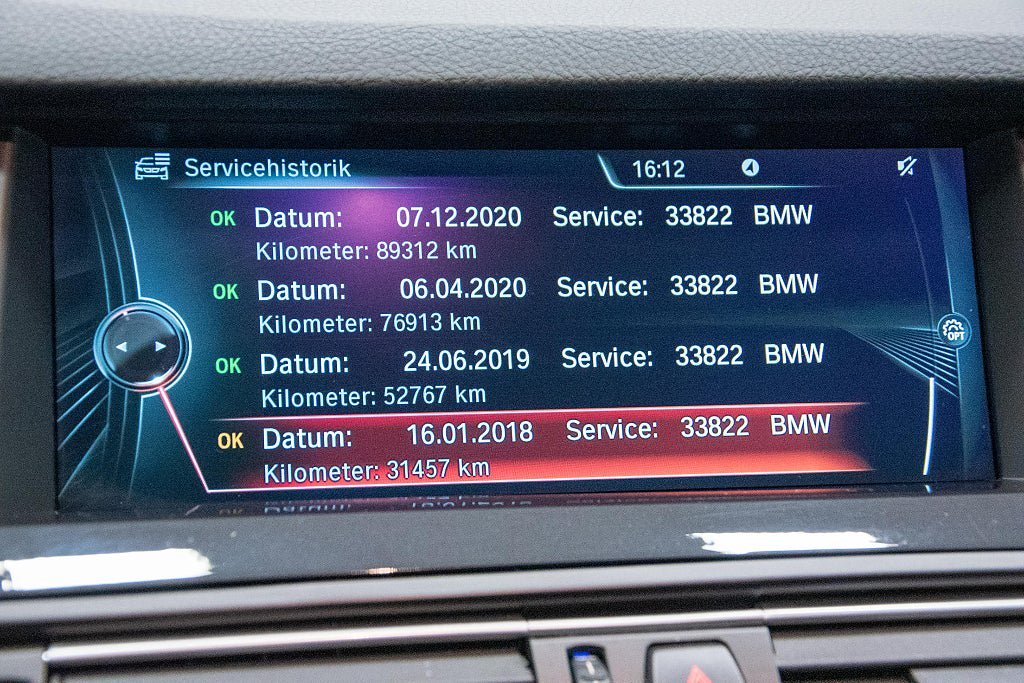 Servicehistorik 16:12
OK Datum: 07.12.2020 Service: 33822 BMW
Kilometer: 89312 km
OK Datum: 06.04.2020 Service: 33822 BMW
Kilometer: 76913 km
OK Datum: 24.06.2019 Service: 33822 BMW
Kilometer: 52767 km
OK Datum: 16.01.2018 Service: 33822 BMW
Kilometer: 31457 km
OPT